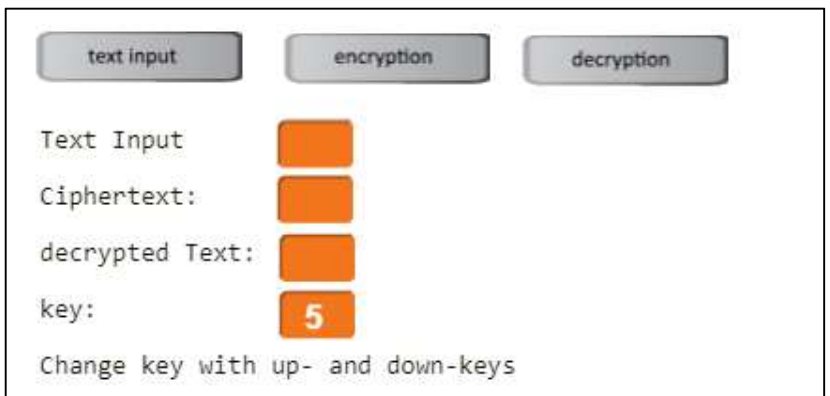 text input encryption decryption
Text Input
Ciphertext:
decrypted Text:
key: 5
Change key with up- and down-keys